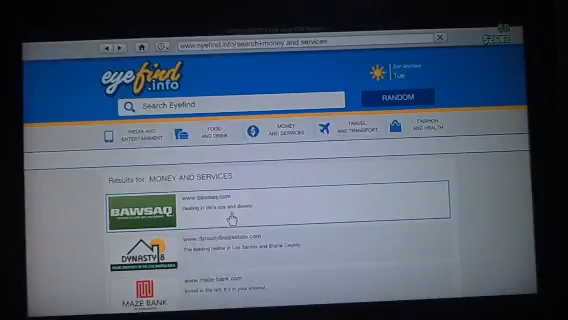 www.eyefind.info/search=money and services
eyefind
.info
San Andreas
Tue
Search Eyefind
RANDOM
MEDIA AND
ENTERTAINMENT
FOOD
AND DRINK
MONEY
AND SERVICES
TRAVEL
AND TRANSPORT
FASHION
AND HEALTH
Results for: MONEY AND SERVICES
BAWSAQ
www.bawsaq.com
Dealing in life's ups and downs
DYNASTY 8
www.dynasty8realestate.com
The leading realtor in Los Santos and Blaine County
MAZE BANK
www.maze-bank.com
Invest in the red. It's in your interest.